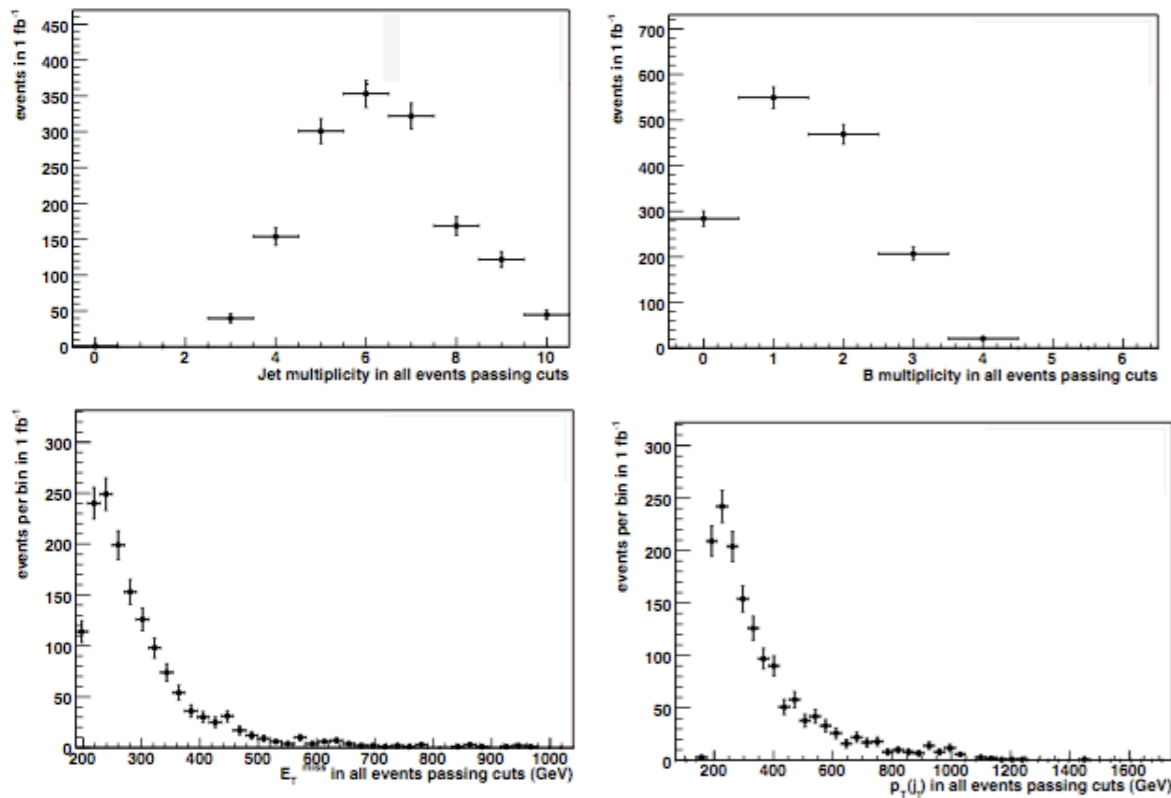 events in 1 fb⁻¹
450
400
350
300
250
200
150
100
50
0
0 2 4 6 8 10
Jet multiplicity in all events passing cuts
events in 1 fb⁻¹
700
600
500
400
300
200
100
0
0 1 2 3 4 5 6
B multiplicity in all events passing cuts
events per bin in 1 fb⁻¹
300
250
200
150
100
50
0
200 300 400 500 600 700 800 900 1000
E_T^miss in all events passing cuts (GeV)
events per bin in 1 fb⁻¹
300
250
200
150
100
50
0
200 400 600 800 1000 1200 1400 1600
p_T(j_1) in all events passing cuts (GeV)